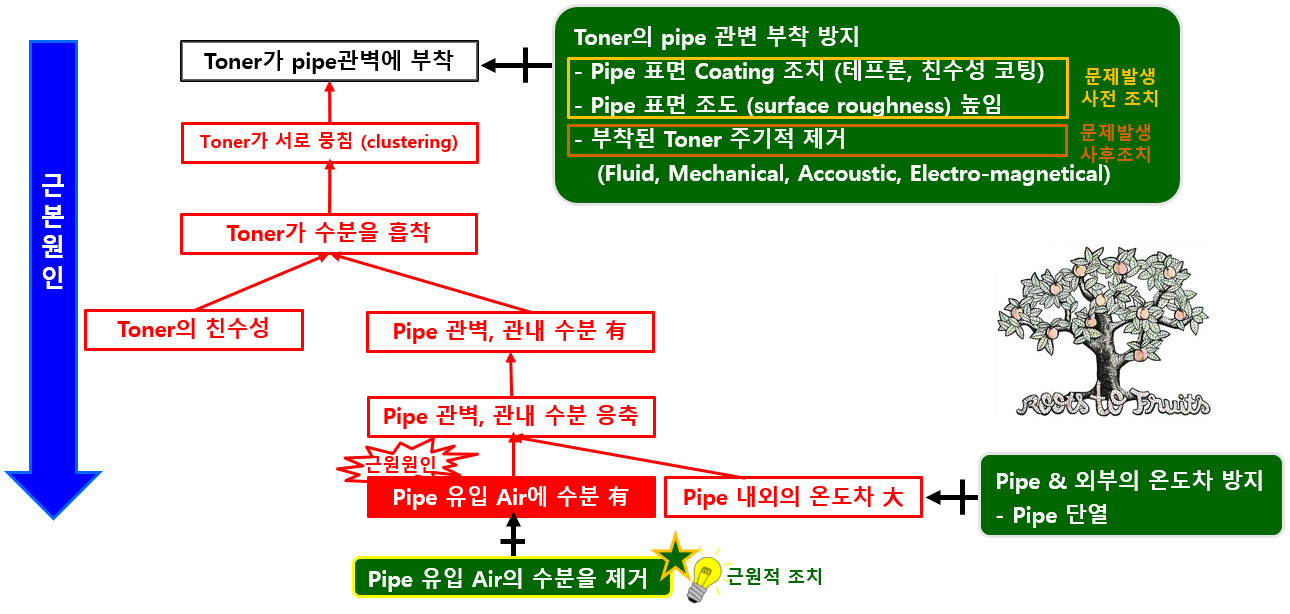 Toner가 pipe관벽에 부착
Toner의 pipe 관변 부착 방지
- Pipe 표면 Coating 조치 (테프론, 친수성 코팅)
- Pipe 표면 조도 (surface roughness) 높임
문제발생
사전 조치
- 부착된 Toner 주기적 제거
문제발생
사후조치
(Fluid, Mechanical, Accoustic, Electro-magnetical)
Toner가 서로 뭉침 (clustering)
근본원인
Toner가 수분을 흡착
Toner의 친수성
Pipe 관벽, 관내 수분 有
Pipe 관벽, 관내 수분 응축
Roots to Fruits
근원원인
Pipe 유입 Air에 수분 有
Pipe 내외의 온도차 大
Pipe & 외부의 온도차 방지
- Pipe 단열
Pipe 유입 Air의 수분을 제거
근원적 조치